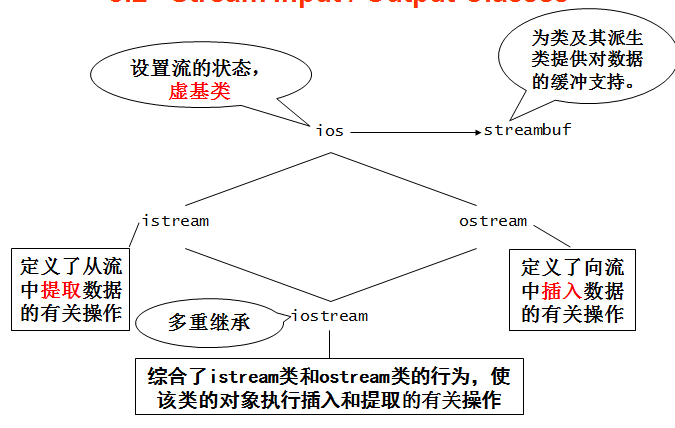 设置流的状态，
虚基类
为类及其派生
类提供对数据
的缓冲支持。
ios
streambuf
istream
ostream
定义了从流
中提取数据
的有关操作
定义了向流
中插入数据
的有关操作
多重继承
iostream
综合了istream类和ostream类的行为，使
该类的对象执行插入和提取的有关操作